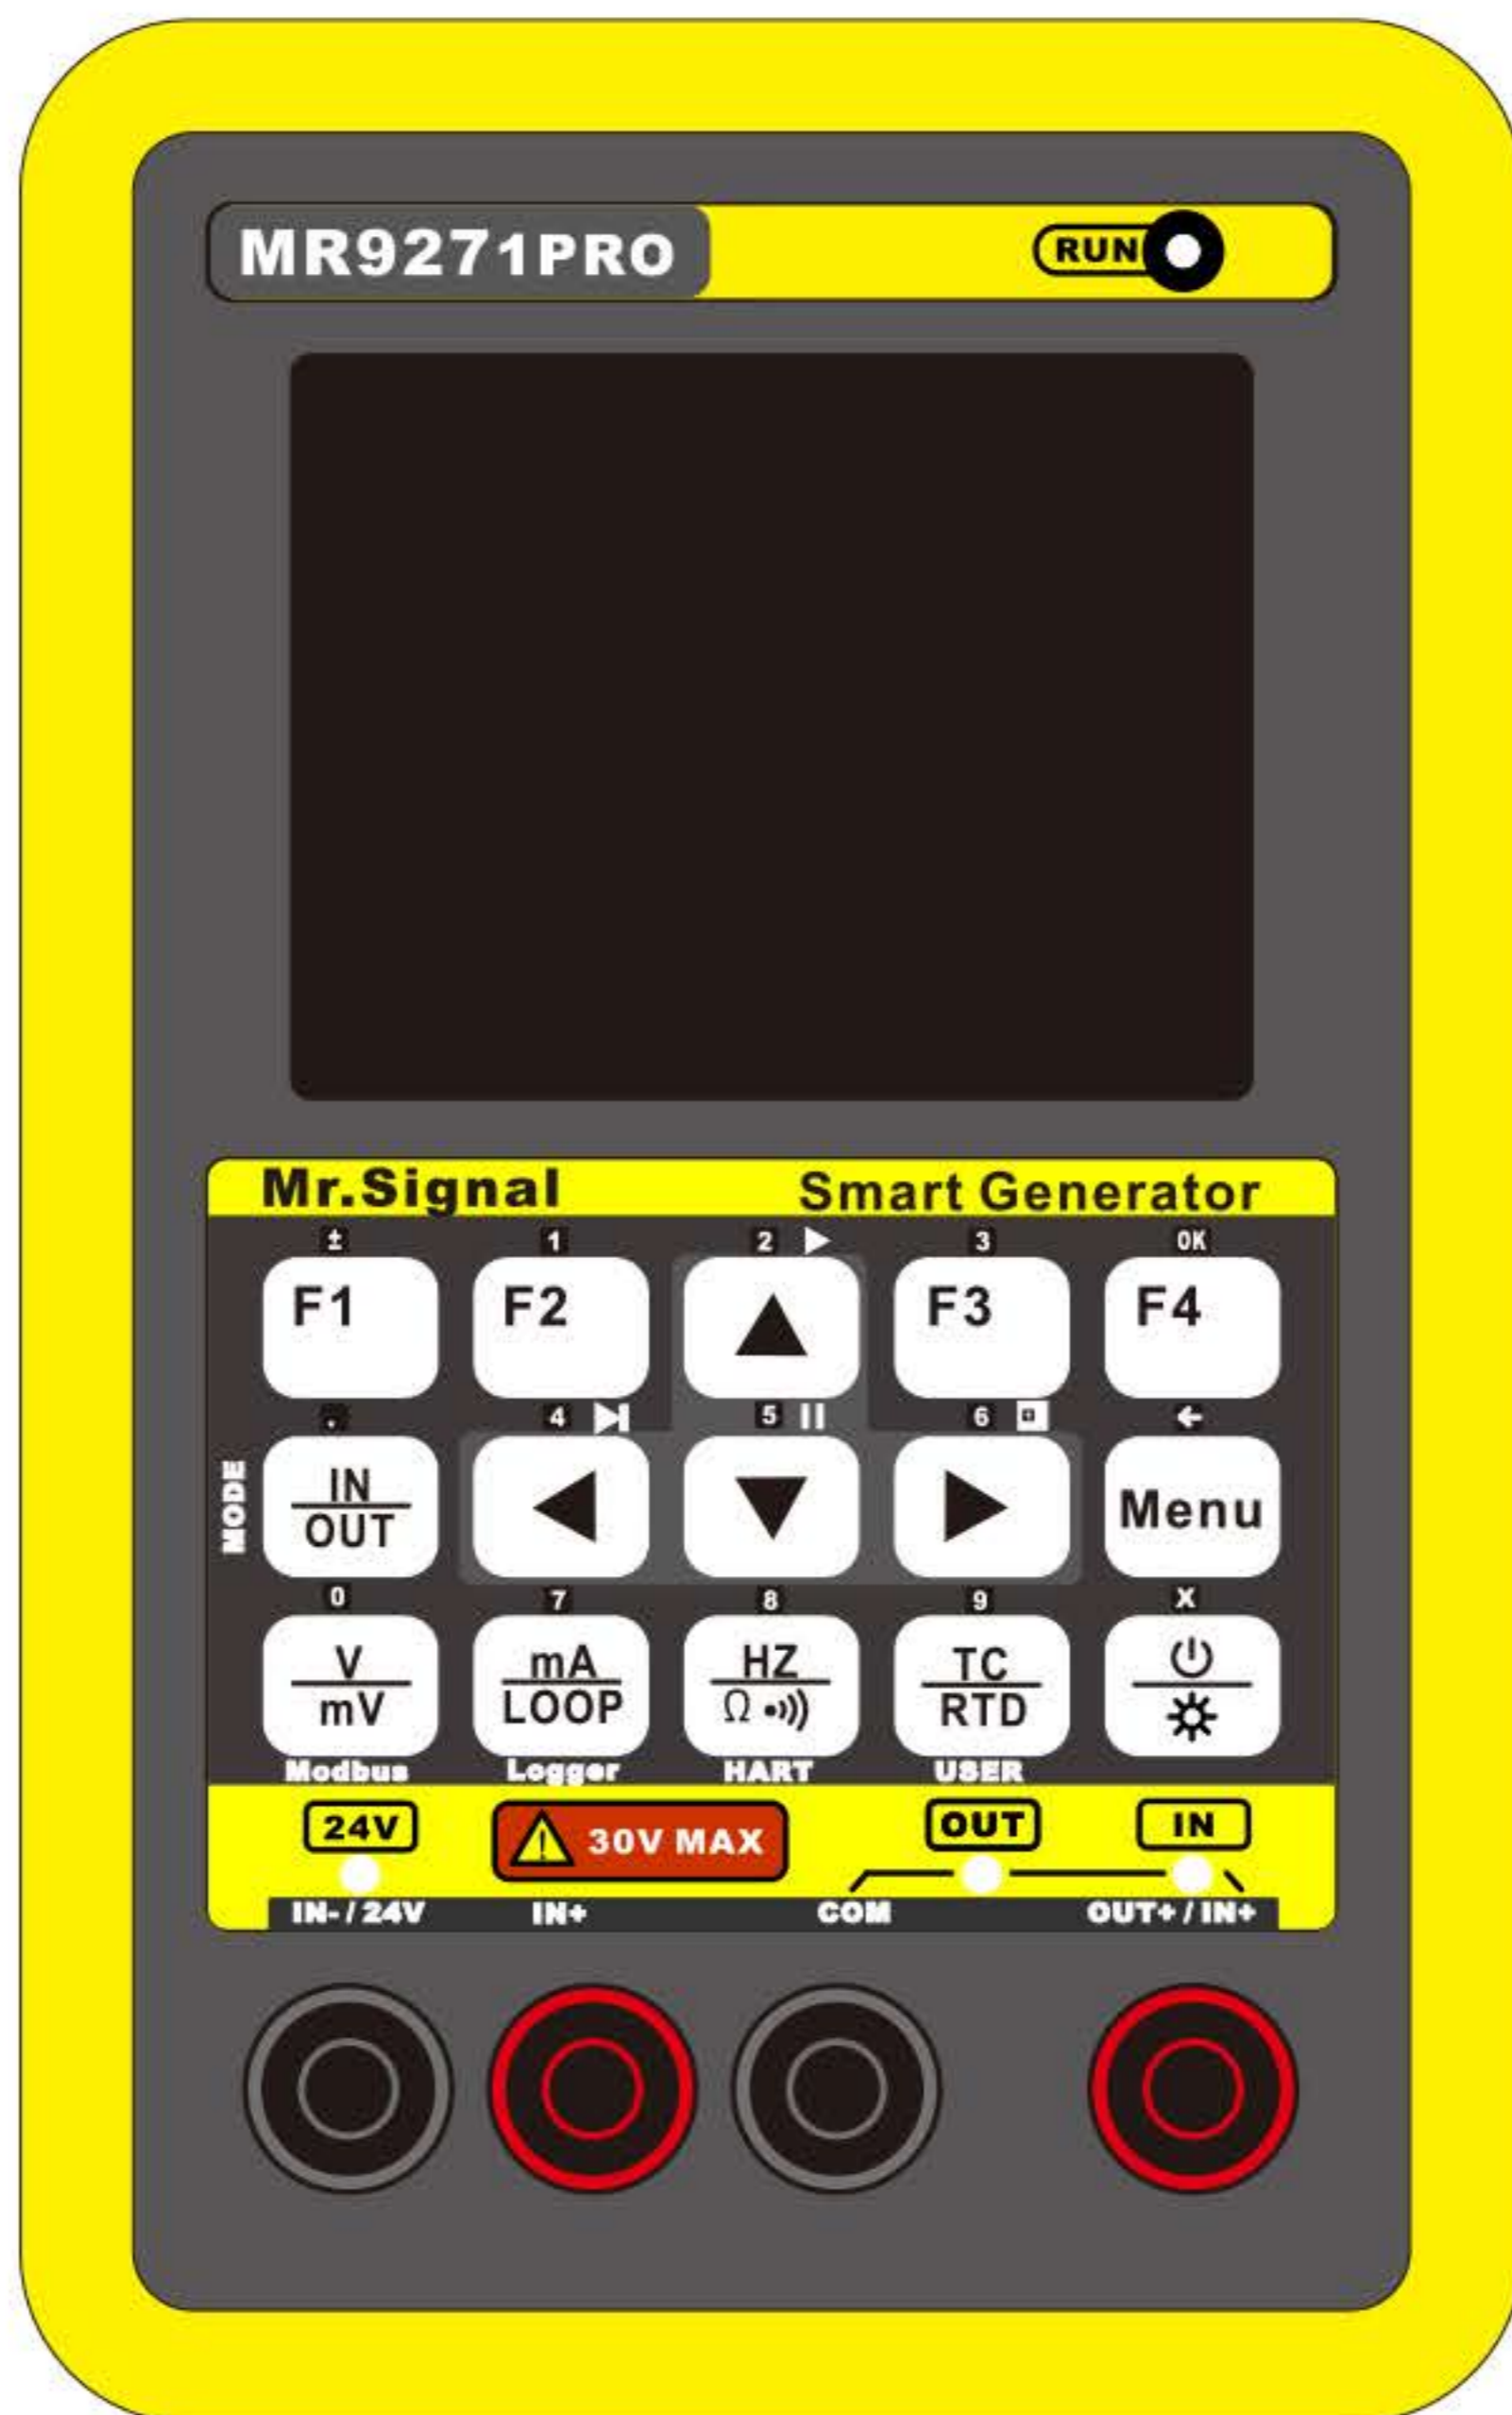 MR9271PRO RUN
Mr.Signal Smart Generator
± 1 2 3 OK
F1 F2 F3 F4
. 4 5 6
MODE
IN
OUT
Menu
0 7 8 9 X
V mA HZ TC
mV LOOP Ω RTD
Modbus Logger HART USER
24V 30V MAX OUT IN
IN- / 24V IN+ COM OUT+ / IN+